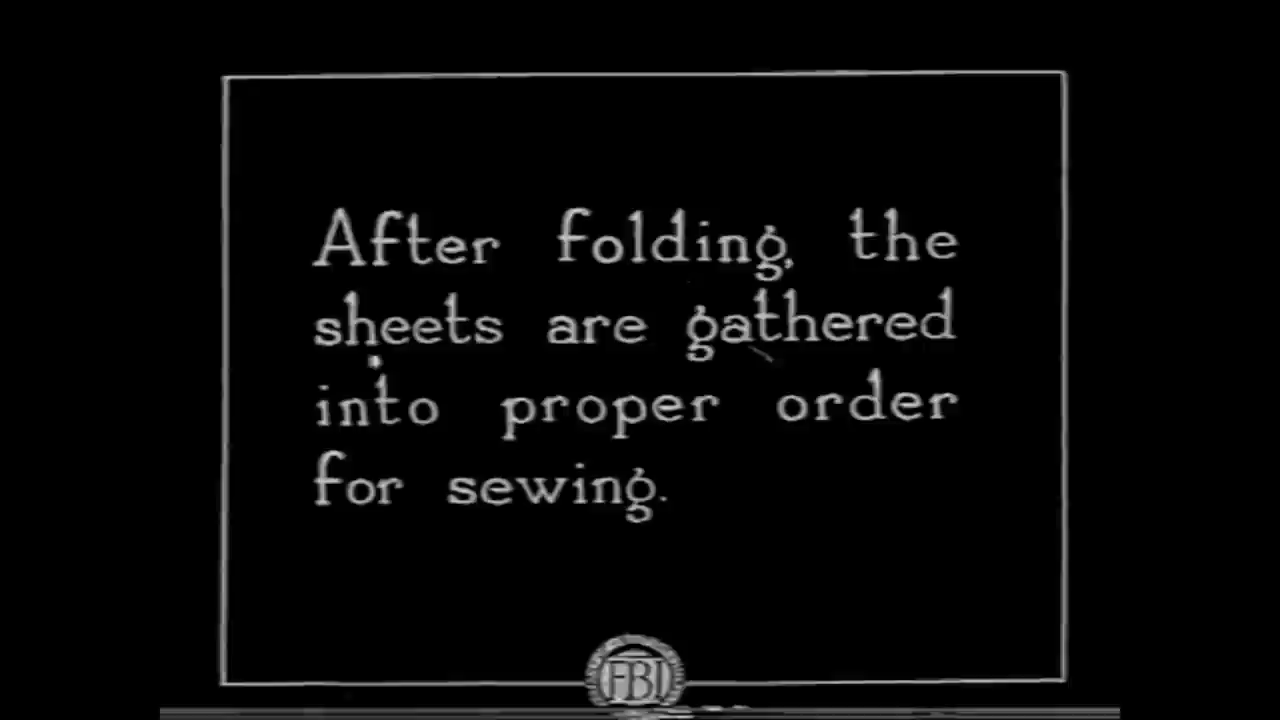 After folding, the
sheets are gathered
into proper order
for sewing.
FBI